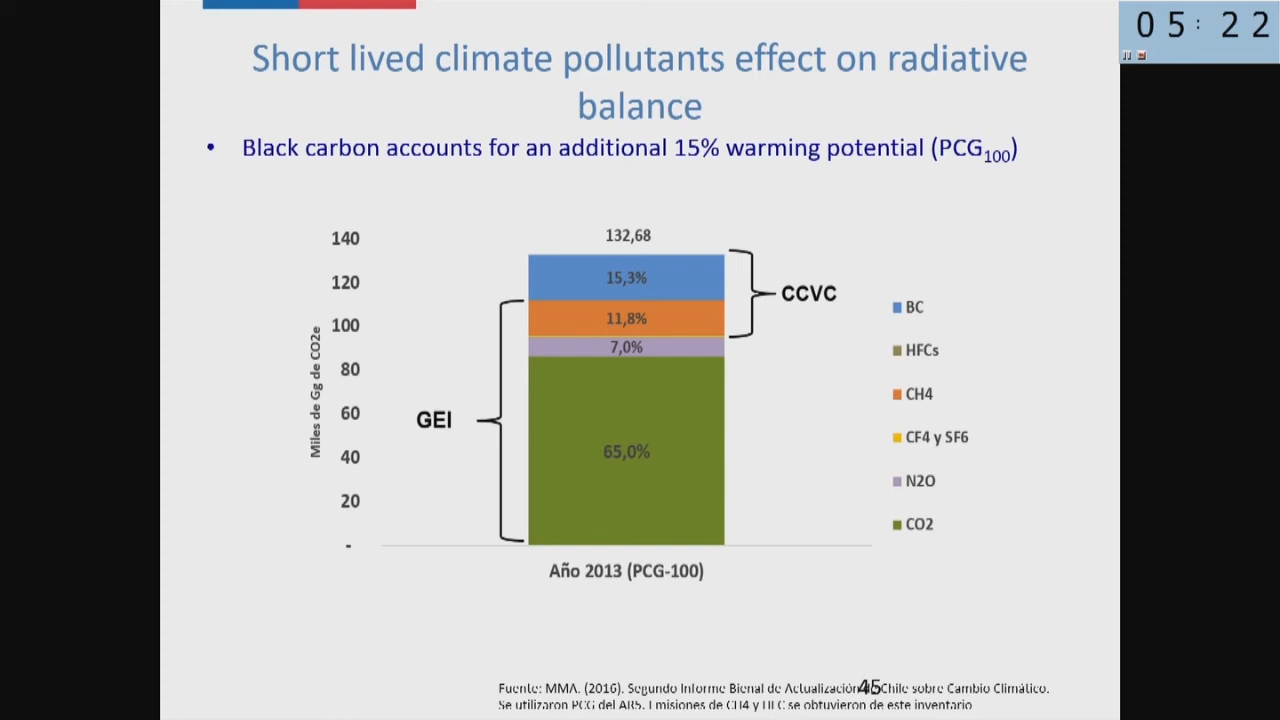 05:22
Short lived climate pollutants effect on radiative
balance
• Black carbon accounts for an additional 15% warming potential (PCG100)
140
120
100
80
60
40
20
-
Miles de Gg de CO2e
132,68
15,3%
11,8%
7,0%
65,0%
GEI
CCVC
BC
HFCs
CH4
CF4 y SF6
N2O
CO2
Año 2013 (PCG-100)
Fuente: MMA. (2016). Segundo Informe Bienal de Actualización de Chile sobre Cambio Climático.
45
Se utilizaron PCG del AR5. Emisiones de CH4 y HFC se obtuvieron de este inventario